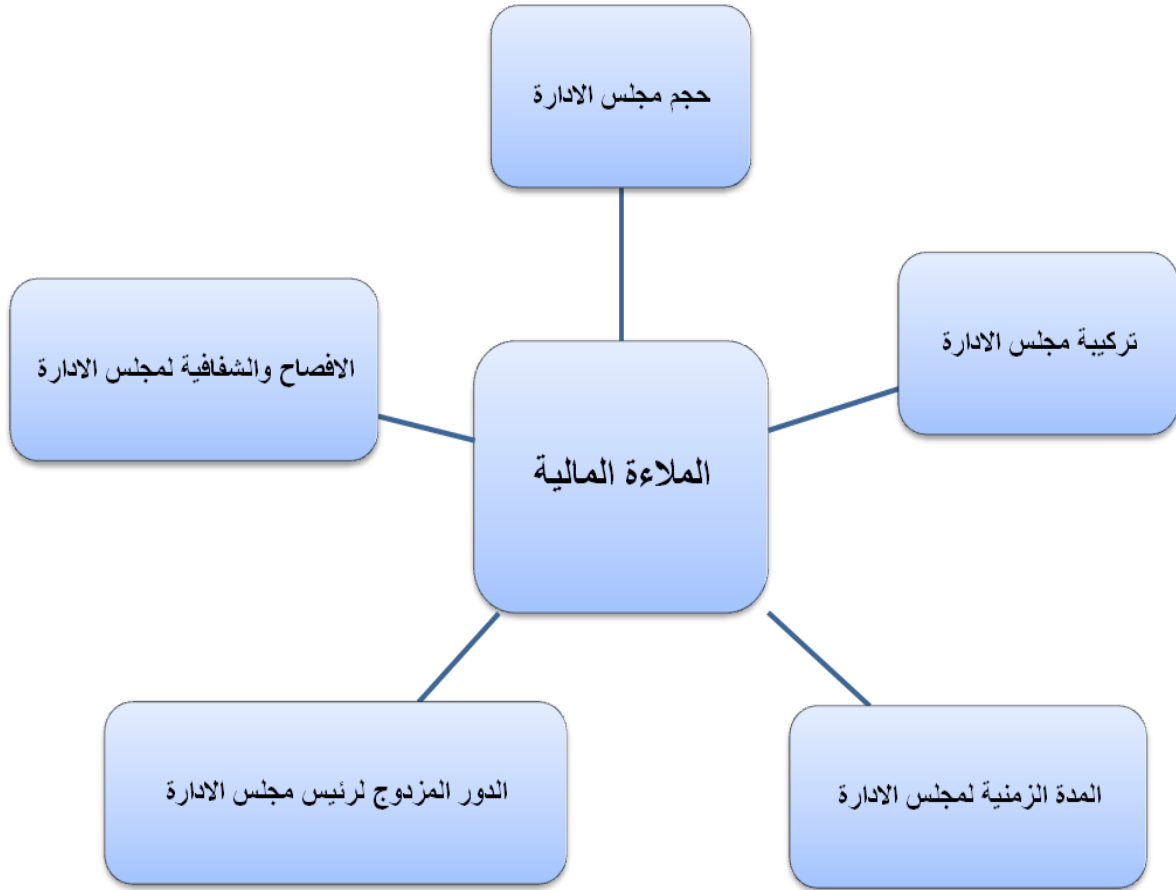 حجم مجلس الادارة
تركيبة مجلس الادارة
الافصاح والشفافية لمجلس الادارة
الملاءة المالية
المدة الزمنية لمجلس الادارة
الدور المزدوج لرئيس مجلس الادارة